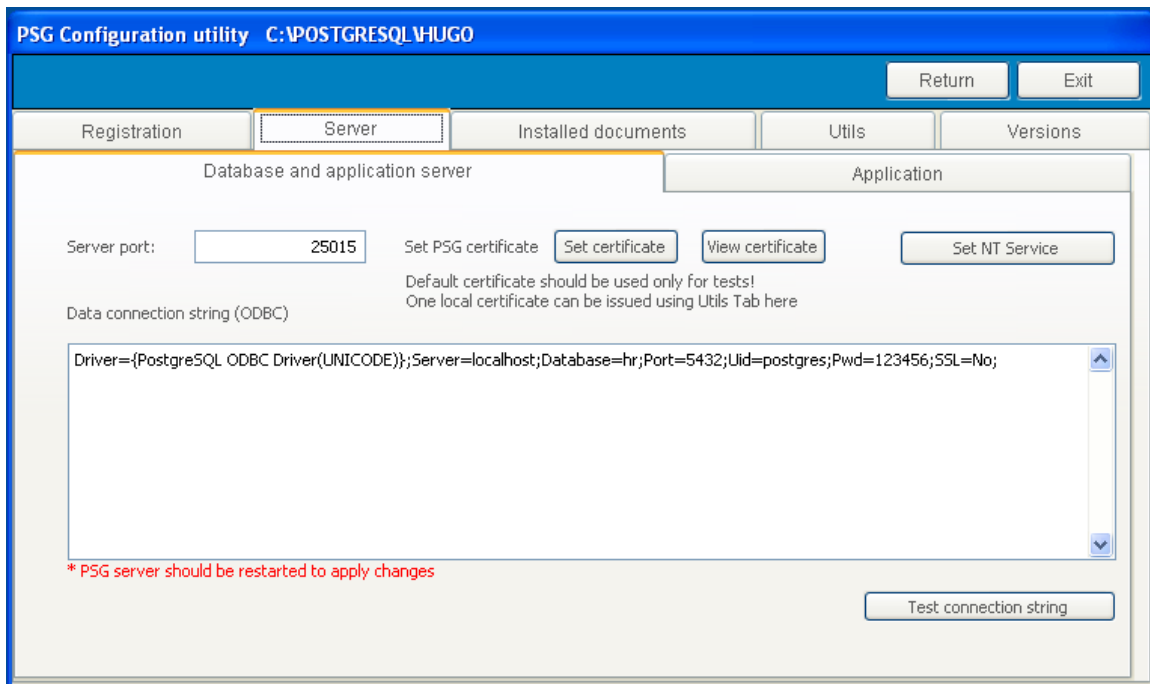 PSG Configuration utility C:\POSTGRESQL\HUGO
Return Exit
Registration Server Installed documents Utils Versions
Database and application server Application
Server port: 25015 Set PSG certificate Set certificate View certificate Set NT Service
Default certificate should be used only for tests!
One local certificate can be issued using Utils Tab here
Data connection string (ODBC)
Driver={PostgreSQL ODBC Driver(UNICODE)};Server=localhost;Database=hr;Port=5432;Uid=postgres;Pwd=123456;SSL=No;
* PSG server should be restarted to apply changes
Test connection string